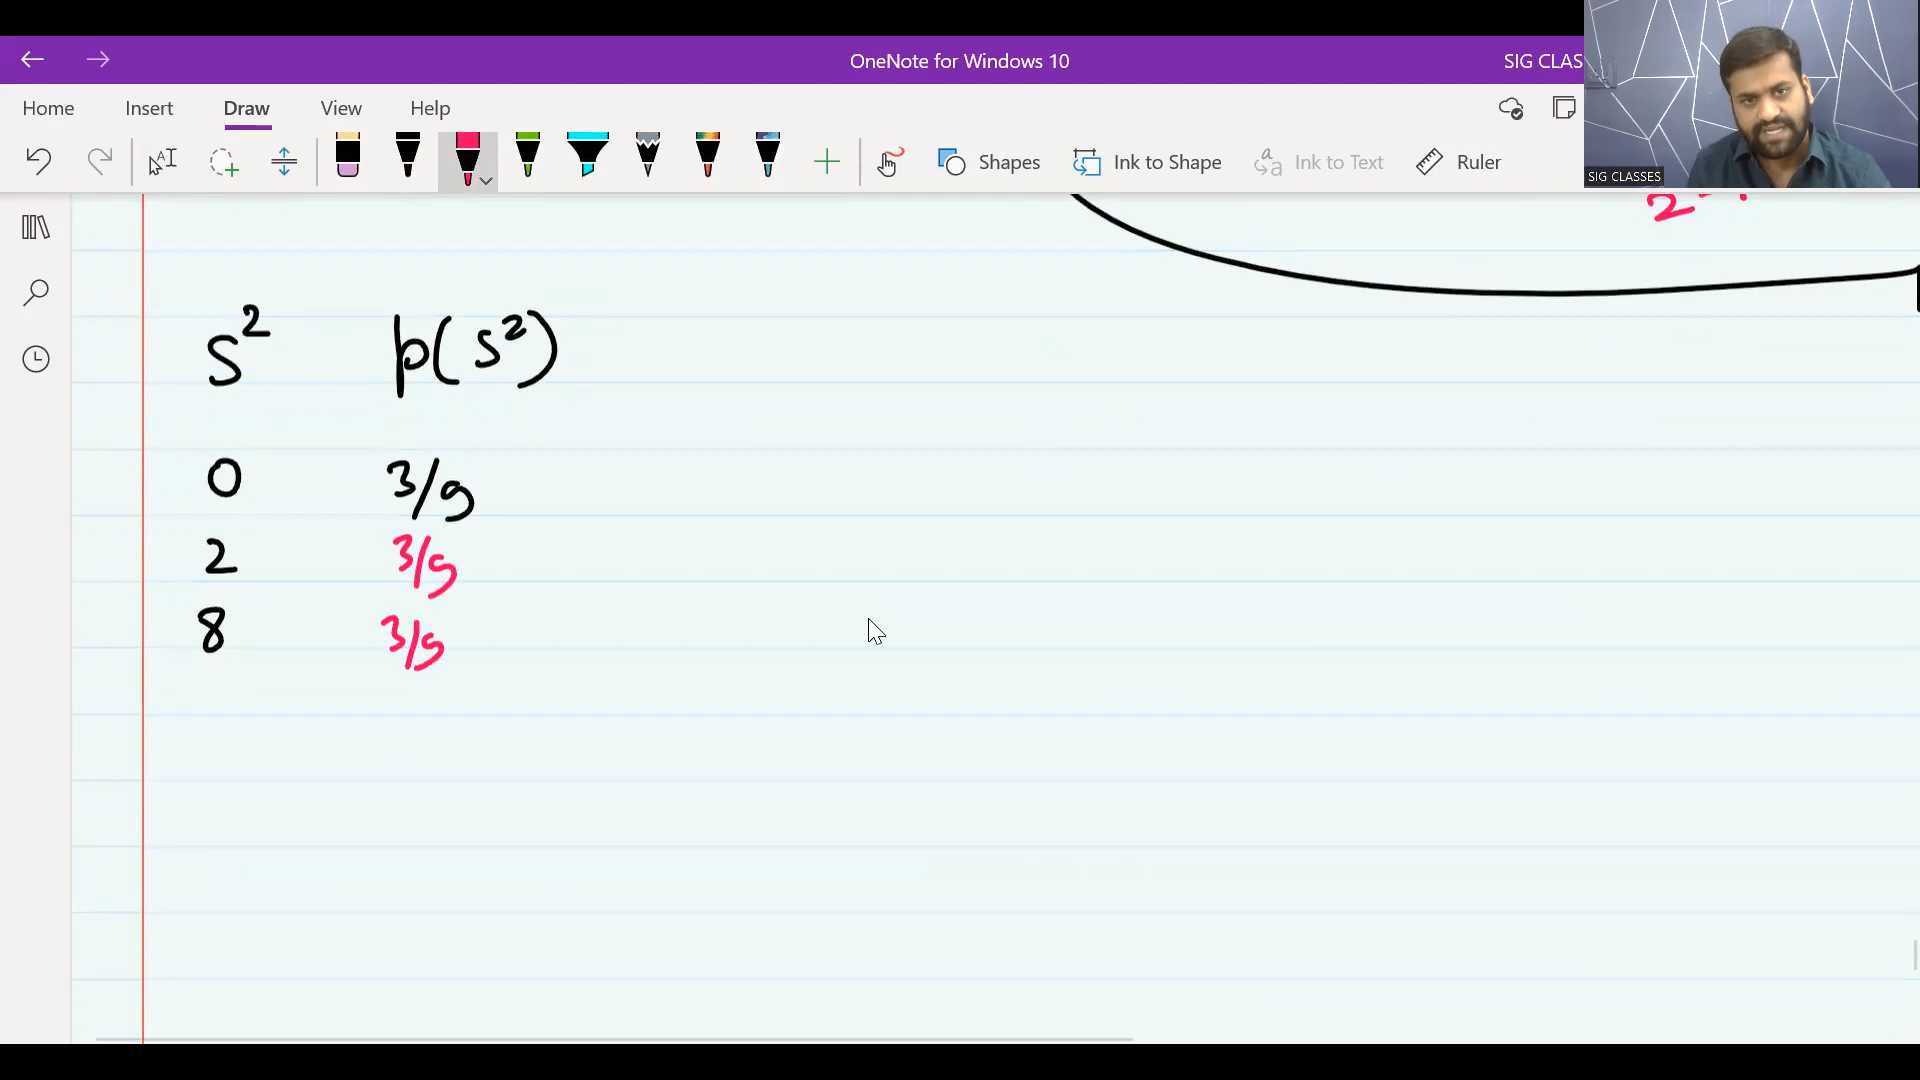 OneNote for Windows 10
SIG CLAS
Home Insert Draw View Help
Shapes Ink to Shape Ink to Text Ruler
SIG CLASSES
s² p(s²)
0 3/9
2 3/9
8 3/9